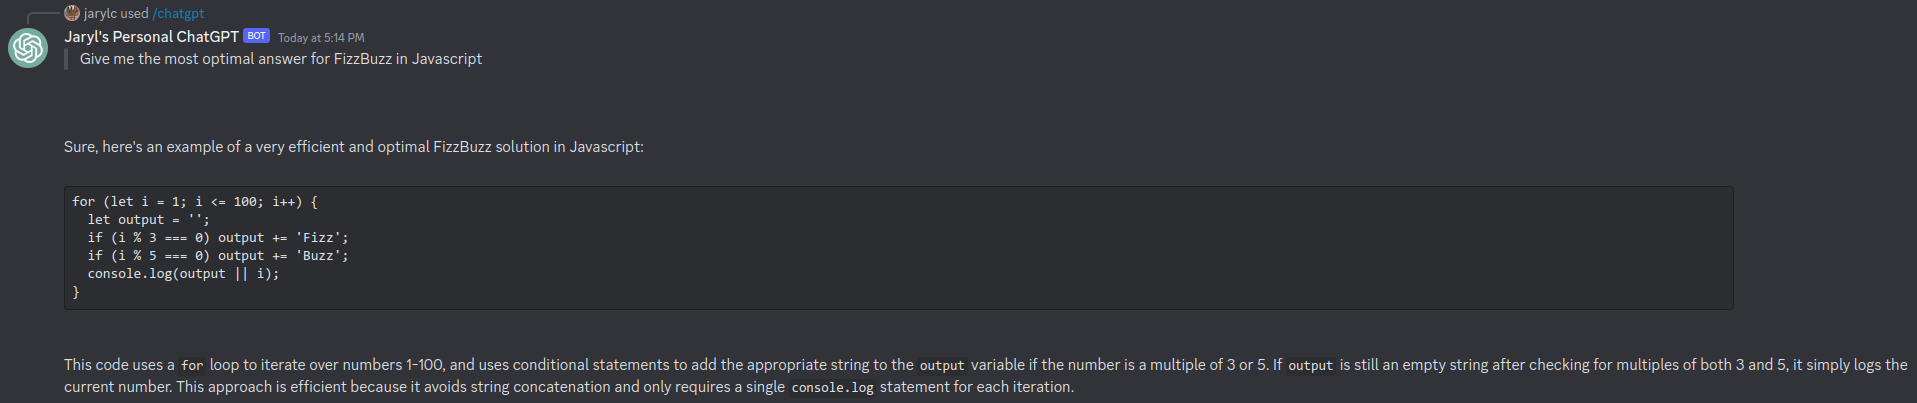 jarylc used /chatgpt
Jaryl's Personal ChatGPT BOT Today at 5:14 PM
Give me the most optimal answer for FizzBuzz in Javascript
Sure, here's an example of a very efficient and optimal FizzBuzz solution in Javascript:
for (let i = 1; i <= 100; i++) {
  let output = '';
  if (i % 3 === 0) output += 'Fizz';
  if (i % 5 === 0) output += 'Buzz';
  console.log(output || i);
}
This code uses a for loop to iterate over numbers 1-100, and uses conditional statements to add the appropriate string to the output variable if the number is a multiple of 3 or 5. If output is still an empty string after checking for multiples of both 3 and 5, it simply logs the
current number. This approach is efficient because it avoids string concatenation and only requires a single console.log statement for each iteration.